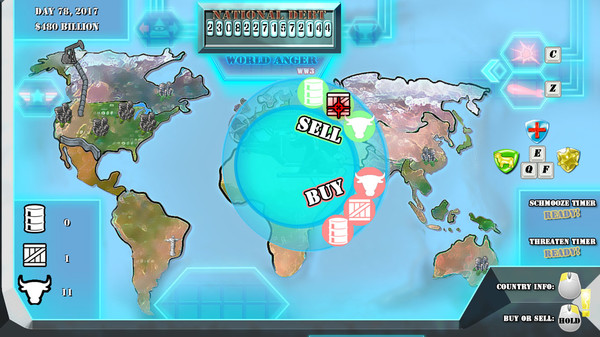 DAY 78, 2017
$480 BILLION
NATIONAL DEBT
WORLD ANGER
WW3
C
Z
SELL
BUY
E
Q F
0
1
11
SCHMOOZE TIMER
READY!
THREATEN TIMER
READY!
COUNTRY INFO:
BUY OR SELL:
HOLD